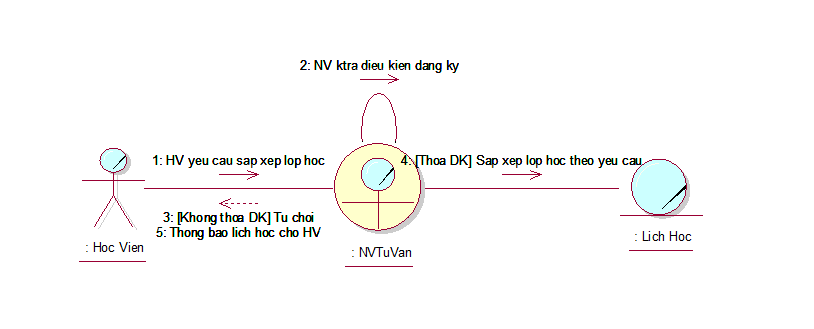 2: NV ktra dieu kien dang ky
1: HV yeu cau sap xep lop hoc
4: [Thoa DK] Sap xep lop hoc theo yeu cau
3: [Khong thoa DK] Tu choi
5: Thong bao lich hoc cho HV
: Hoc Vien
: NVTuVan
: Lich Hoc